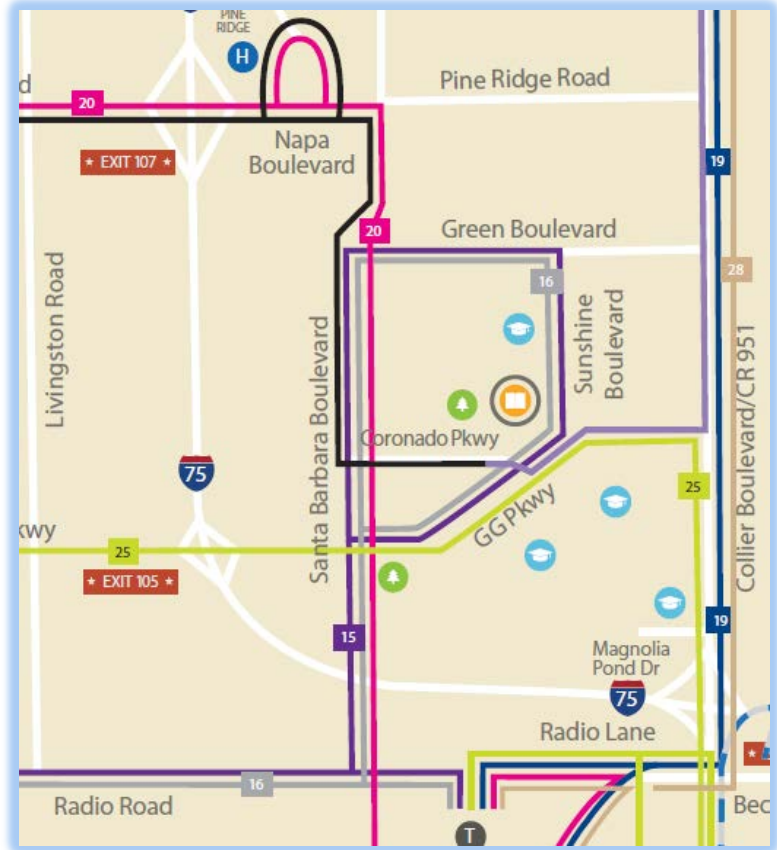 PINE
RIDGE
H
d
20
Pine Ridge Road
Napa
Boulevard
★ EXIT 107 ★
19
20
Green Boulevard
16
28
Livingston Road
Santa Barbara Boulevard
Sunshine
Boulevard
Collier Boulevard/CR 951
Coronado Pkwy
75
25
GG Pkwy
kwy
25
★ EXIT 105 ★
15
19
Magnolia
Pond Dr
75
Radio Lane
16
Radio Road
T
Bec